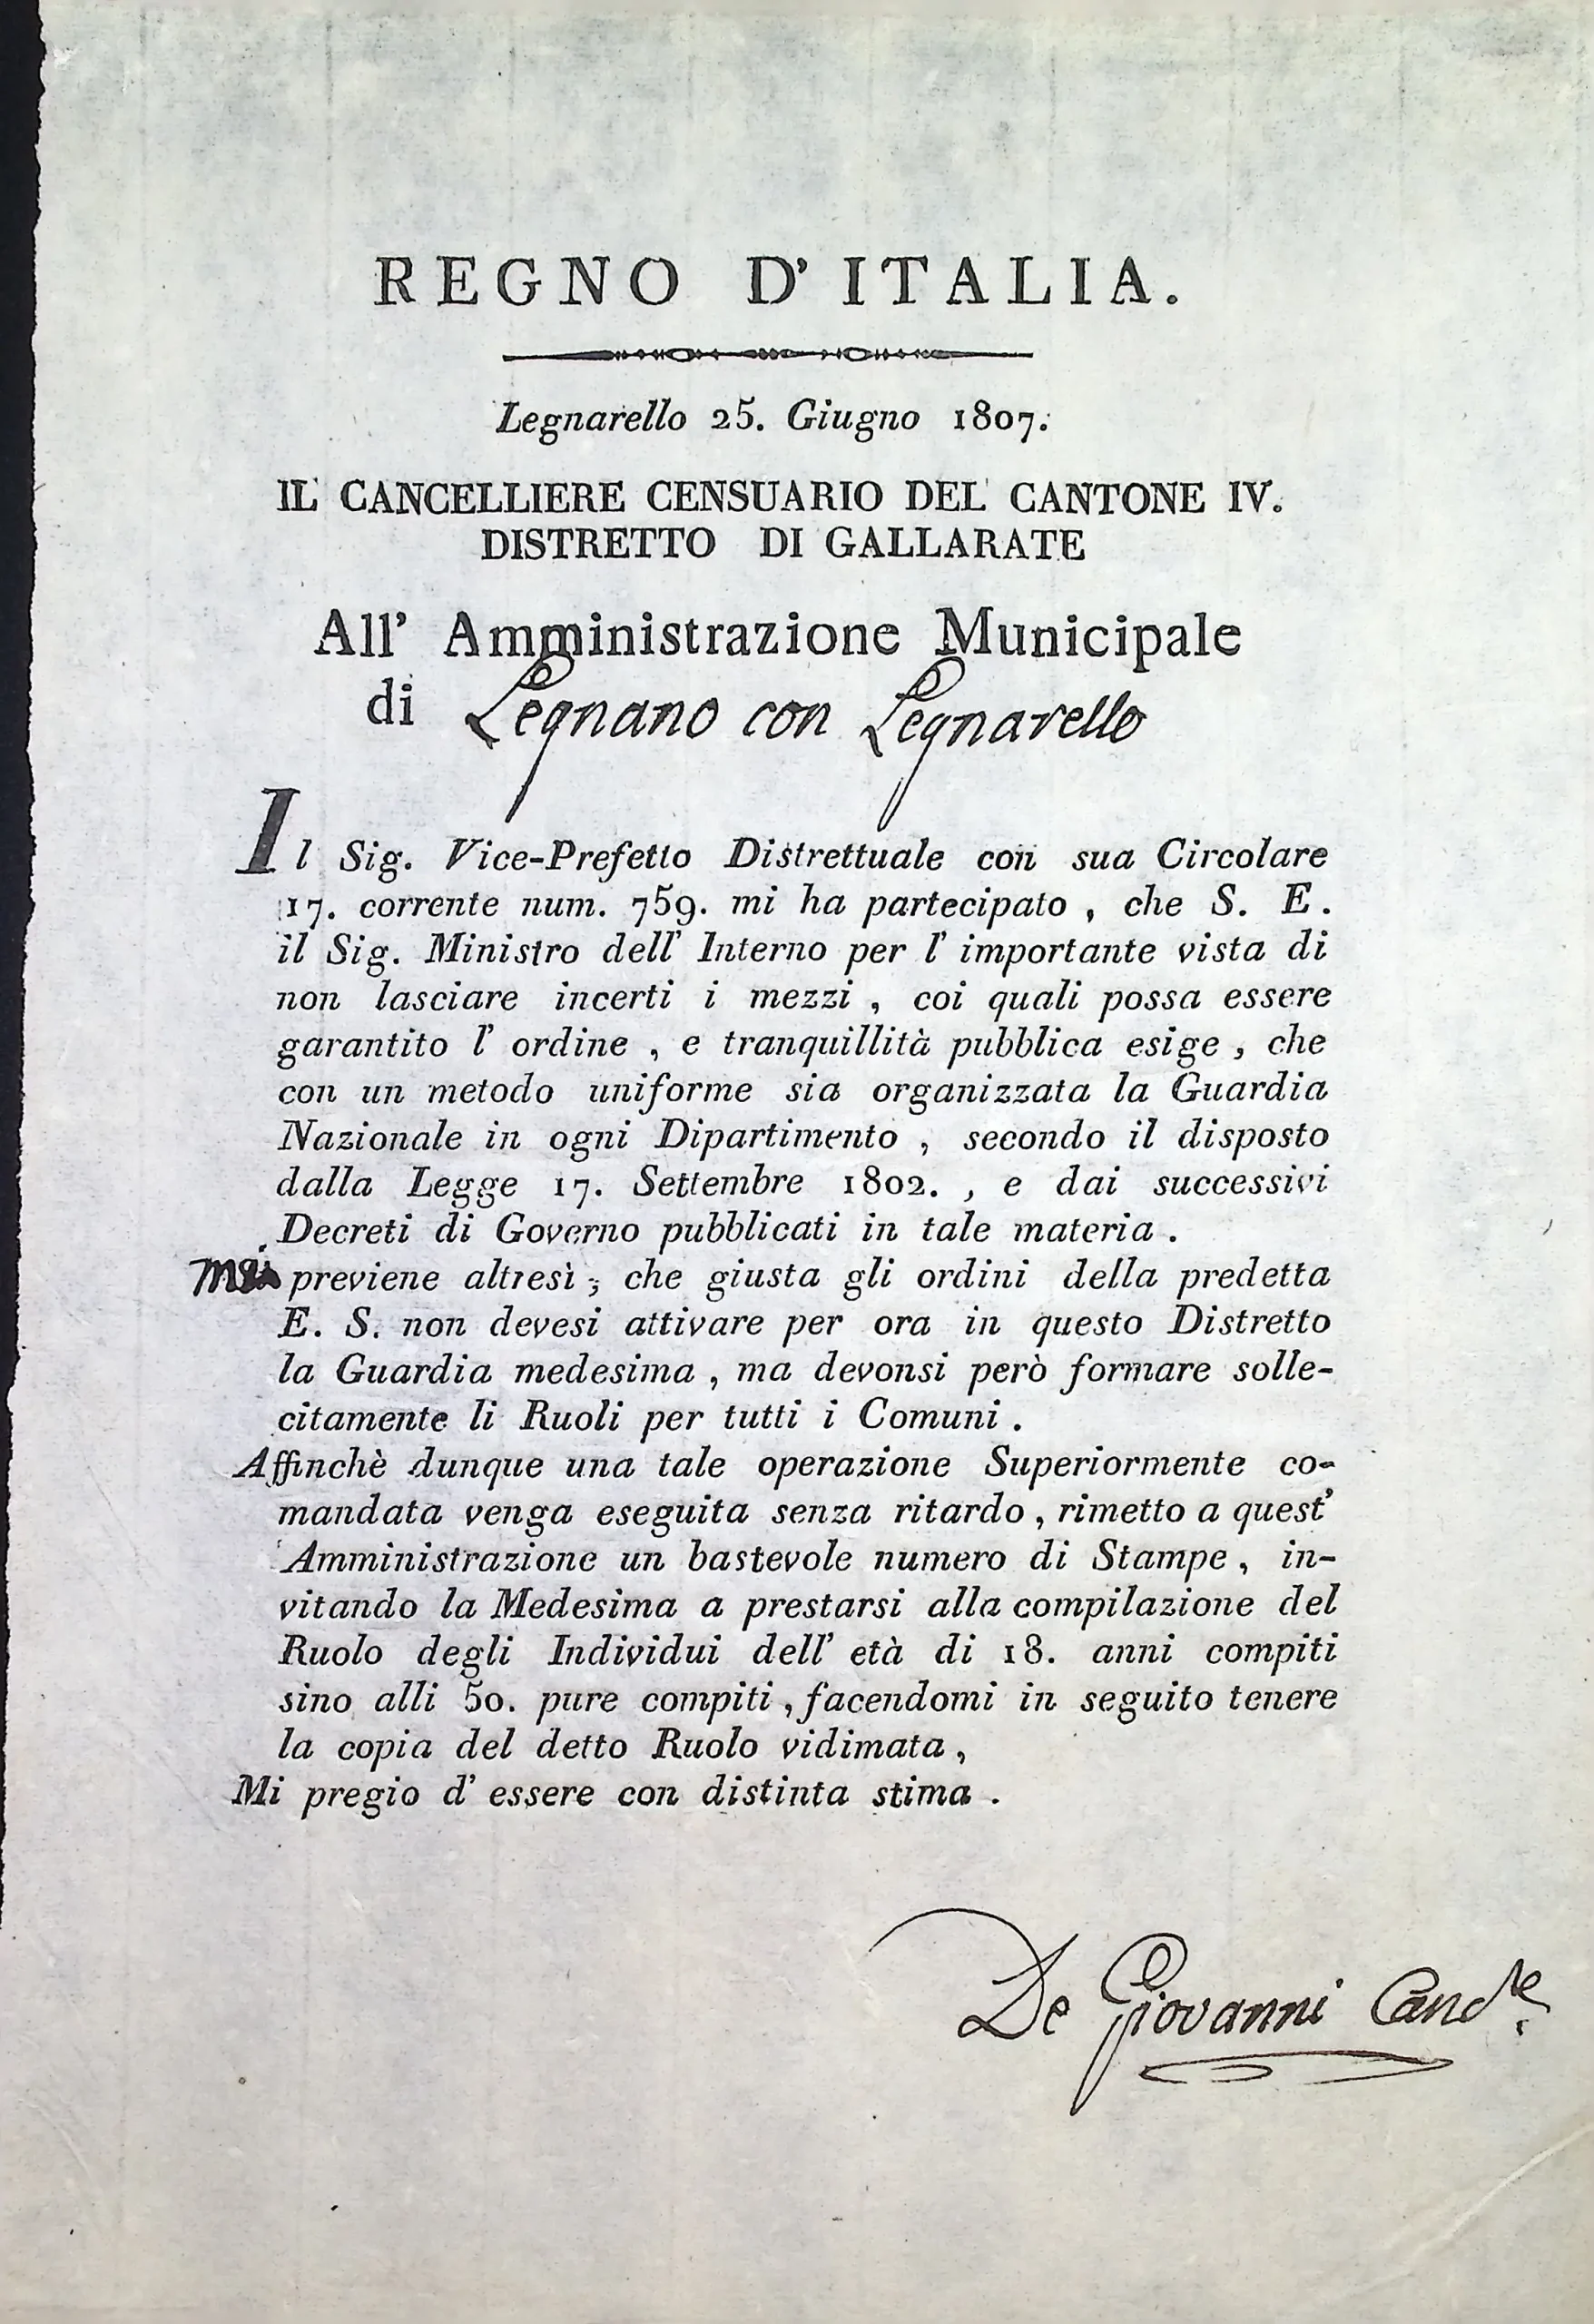 REGNO D' ITALIA.
Legnarello 25. Giugno 1807.
IL CANCELLIERE CENSUARIO DEL CANTONE IV.
DISTRETTO DI GALLARATE
All' Amministrazione Municipale
di Legnano con Legnarello
Il Sig. Vice-Prefetto Distrettuale con sua Circolare
17. corrente num. 759. mi ha partecipato, che S. E.
il Sig. Ministro dell' Interno per l' importante vista di
non lasciare incerti i mezzi, coi quali possa essere
garantito l' ordine, e tranquillità pubblica esige, che
con un metodo uniforme sia organizzata la Guardia
Nazionale in ogni Dipartimento, secondo il disposto
dalla Legge 17. Settembre 1802., e dai successivi
Decreti di Governo pubblicati in tale materia.
previene altresì, che giusta gli ordini della predetta
E. S. non devesi attivare per ora in questo Distretto
la Guardia medesima, ma devonsi però formare solle-
citamente li Ruoli per tutti i Comuni.
Affinchè dunque una tale operazione Superiormente co-
mandata venga eseguita senza ritardo, rimetto a quest'
Amministrazione un bastevole numero di Stampe, in-
vitando la Medesima a prestarsi alla compilazione del
Ruolo degli Individui dell' età di 18. anni compiti
sino alli 50. pure compiti, facendomi in seguito tenere
la copia del detto Ruolo vidimata,
Mi pregio d' essere con distinta stima.
De Giovanni Canc.re